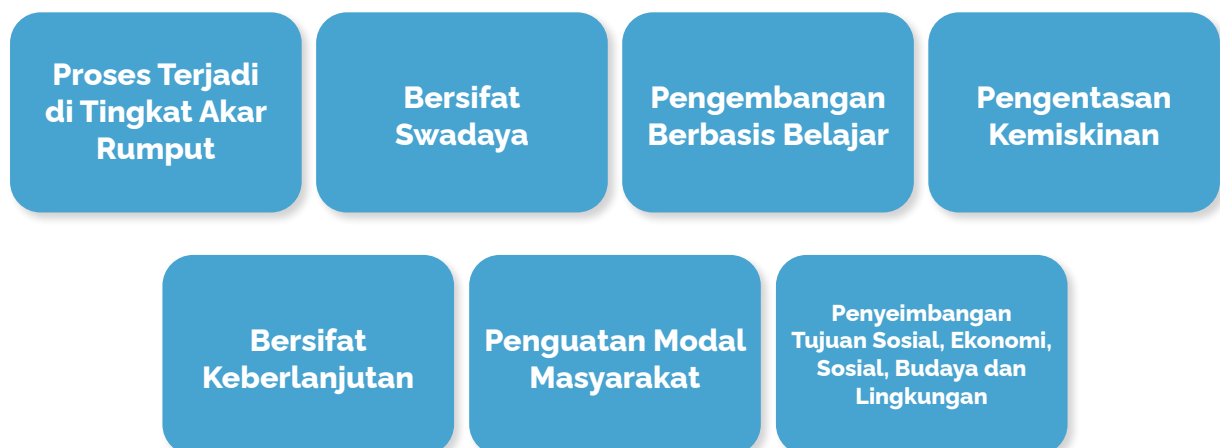 Proses Terjadi
di Tingkat Akar
Rumput
Bersifat
Swadaya
Pengembangan
Berbasis Belajar
Pengentasan
Kemiskinan
Bersifat
Keberlanjutan
Penguatan Modal
Masyarakat
Penyeimbangan
Tujuan Sosial, Ekonomi,
Sosial, Budaya dan
Lingkungan